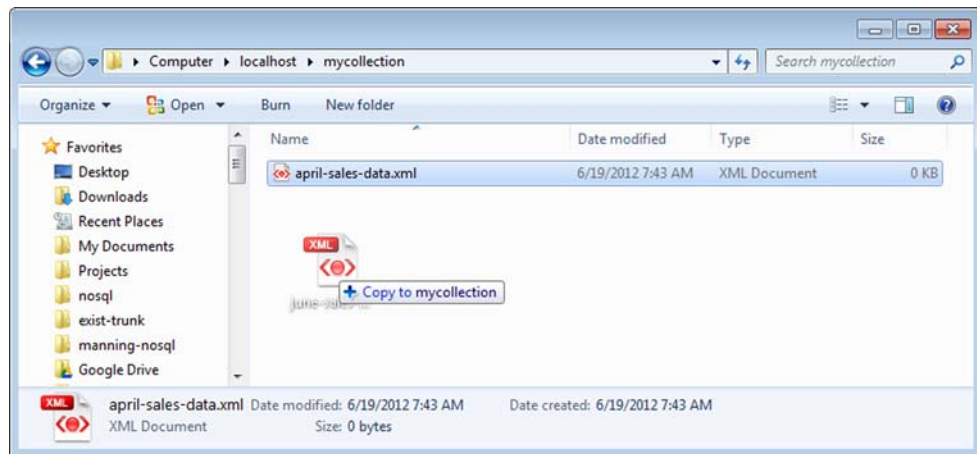 Computer localhost mycollection Search mycollection
Organize Open Burn New folder
Name Date modified Type Size
Favorites
april-sales-data.xml 6/19/2012 7:43 AM XML Document 0 KB
Desktop
Downloads
Recent Places
My Documents
XML
Projects
Copy to mycollection
nosql
june-sales-...
exist-trunk
manning-nosql
Google Drive
XML april-sales-data.xml Date modified: 6/19/2012 7:43 AM Date created: 6/19/2012 7:43 AM
XML Document Size: 0 bytes